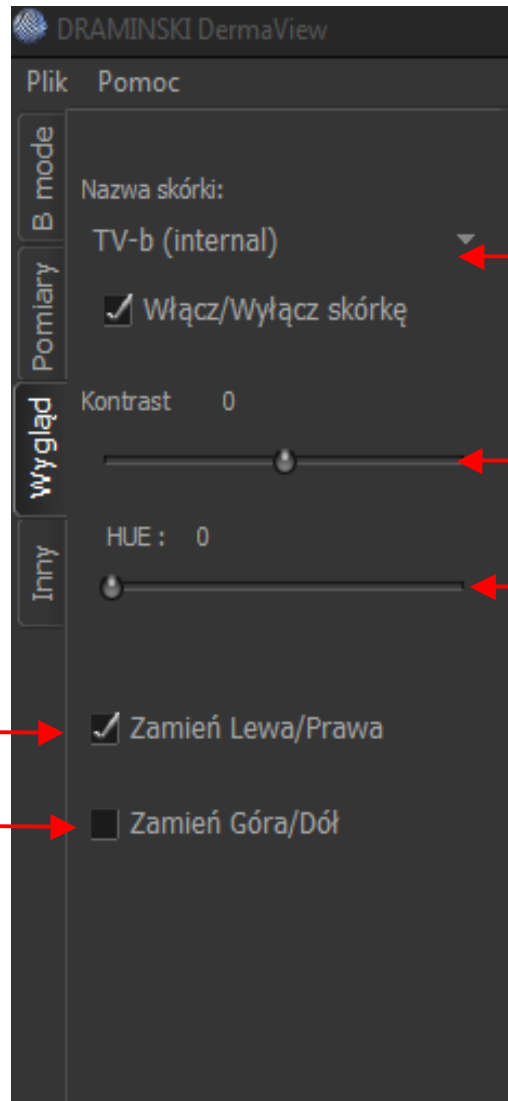 DRAMINSKI DermaView
Plik Pomoc
B mode
Pomiary
Wygląd
Inny
Nazwa skórki:
TV-b (internal)
Włącz/Wyłącz skórkę
Kontrast 0
HUE : 0
Zamień Lewa/Prawa
Zamień Góra/Dół